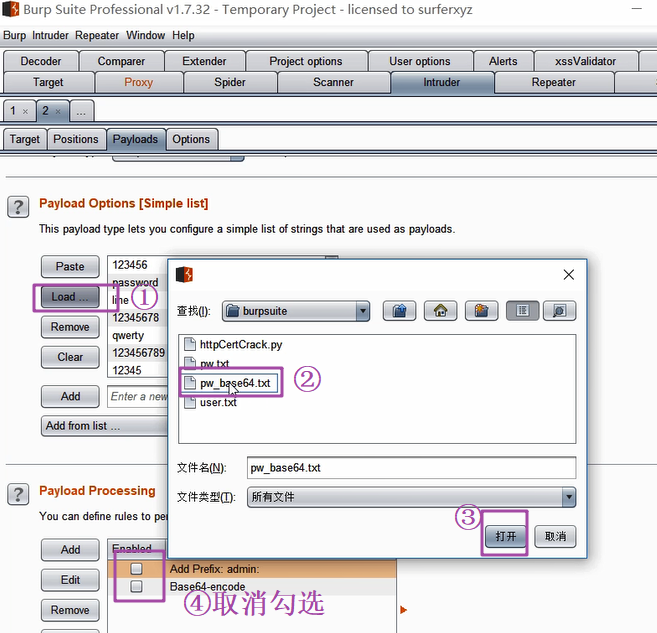 Burp Suite Professional v1.7.32 - Temporary Project - licensed to surferxyz
Burp Intruder Repeater Window Help
Decoder Comparer Extender Project options User options Alerts xssValidator
Target Proxy Spider Scanner Intruder Repeater
1 × 2 × ...
Target Positions Payloads Options
? Payload Options [Simple list]
This payload type lets you configure a simple list of strings that are used as payloads.
Paste
Load ...
Remove
Clear
Add
Add from list ...
123456
password
line
12345678
qwerty
123456789
12345
Enter a new
①
查找(I): burpsuite
httpCertCrack.py
pw.txt
pw_base64.txt
user.txt
②
文件名(N): pw_base64.txt
文件类型(T): 所有文件
③
打开 取消
? Payload Processing
You can define rules to pe
Add
Edit
Remove
Enabled
Add Prefix: admin:
Base64-encode
④取消勾选